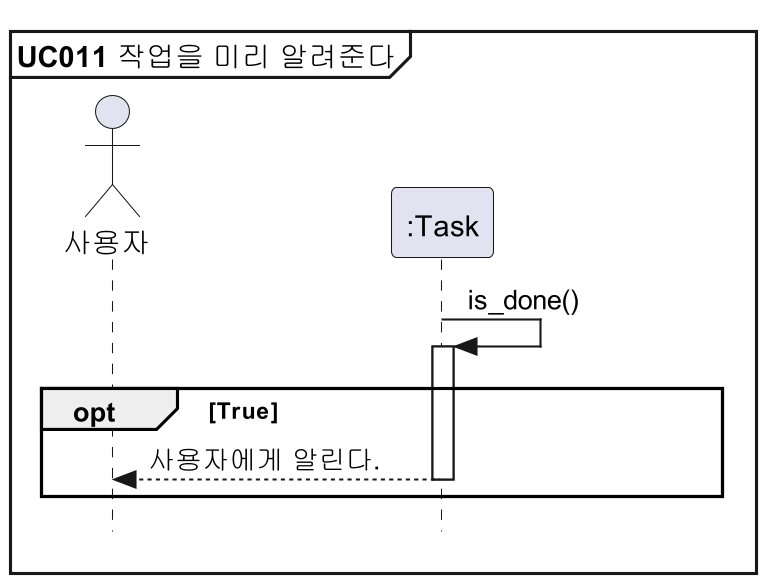 UC011 작업을 미리 알려준다
사용자
:Task
is_done()
opt [True]
사용자에게 알린다.